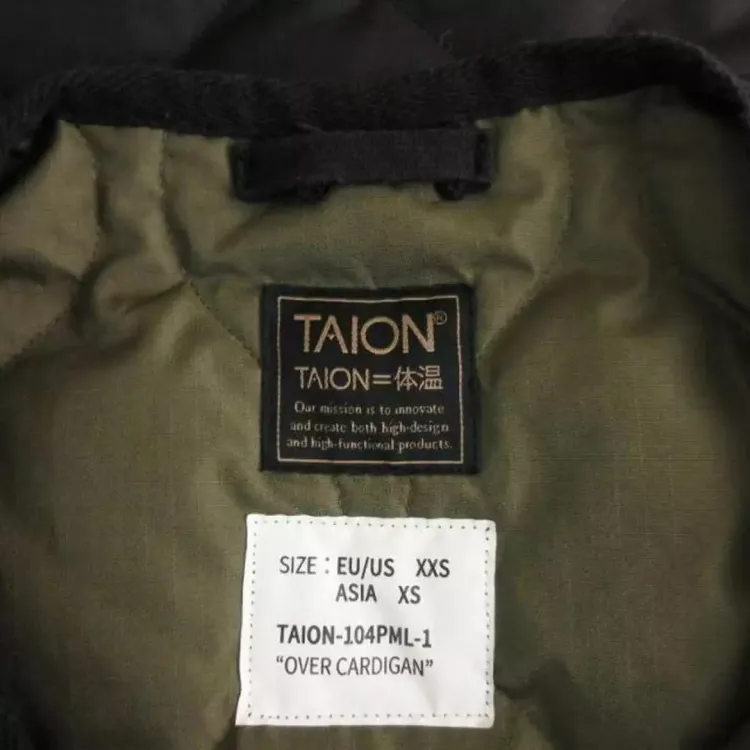 TAION®
TAION=体温
Our mission is to innovate
and create both high-design
and high-functional products.
SIZE : EU/US XXS
ASIA XS
TAION-104PML-1
“OVER CARDIGAN”